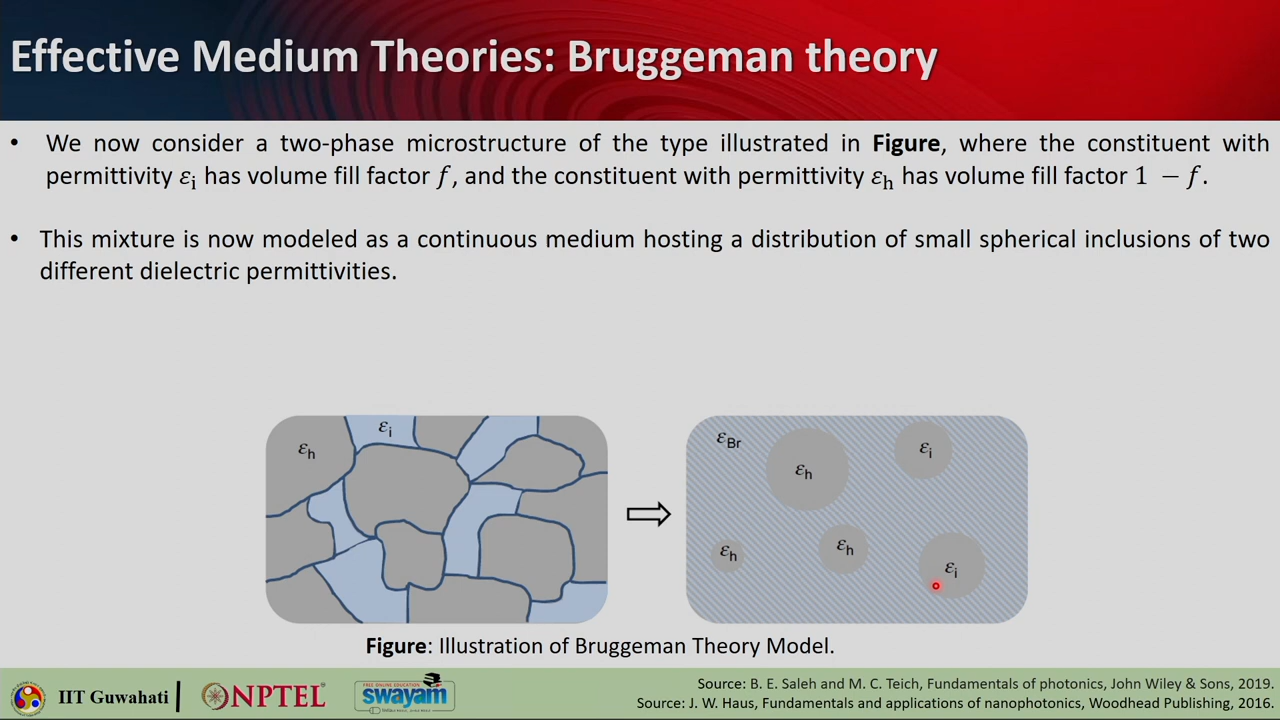 Effective Medium Theories: Bruggeman theory
• We now consider a two-phase microstructure of the type illustrated in Figure, where the constituent with
permittivity εi has volume fill factor f, and the constituent with permittivity εh has volume fill factor 1 − f.
• This mixture is now modeled as a continuous medium hosting a distribution of small spherical inclusions of two
different dielectric permittivities.
εh
εi
εBr
εh
εi
εh
εh
εi
Figure: Illustration of Bruggeman Theory Model.
IIT Guwahati
NPTEL
FREE ONLINE EDUCATION
swayam
Source: B. E. Saleh and M. C. Teich, Fundamentals of photonics, John Wiley & Sons, 2019.
Source: J. W. Haus, Fundamentals and applications of nanophotonics, Woodhead Publishing, 2016.